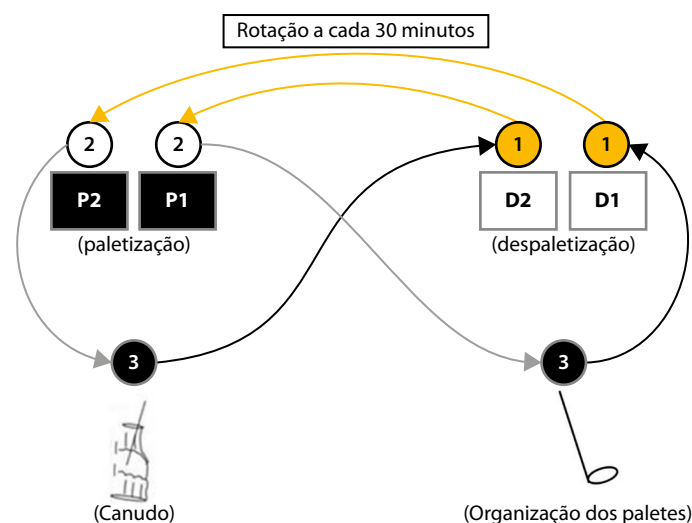 Rotação a cada 30 minutos
2 2 1 1
P2 P1 D2 D1
(paletização) (despaletização)
3 3
(Canudo) (Organização dos paletes)